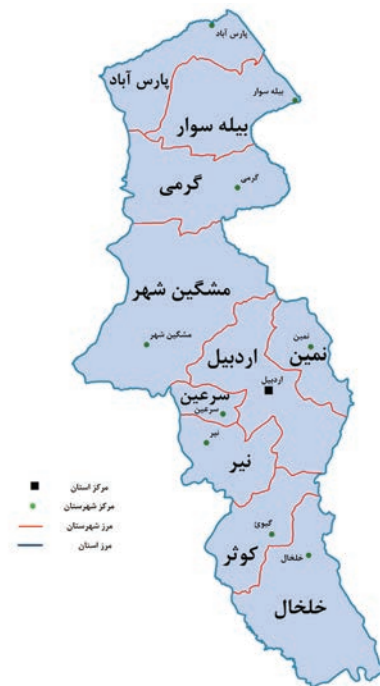 پارس آباد
پارس آباد
بیله سوار
بیله سوار
گرمی
گرمی
مشگین شهر
مشگین شهر
نمین
نمین
اردبیل
اردبیل
سرعین
سرعین
نیر
نیر
گیوی
کوثر
خلخال
خلخال
مرکز استان
مرکز شهرستان
مرز شهرستان
مرز استان